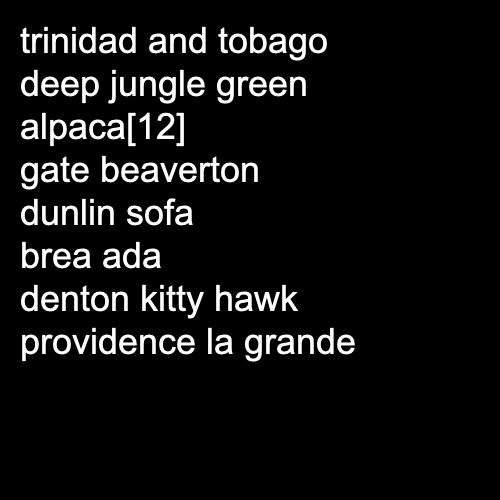 trinidad and tobago
deep jungle green
alpaca[12]
gate beaverton
dunlin sofa
brea ada
denton kitty hawk
providence la grande